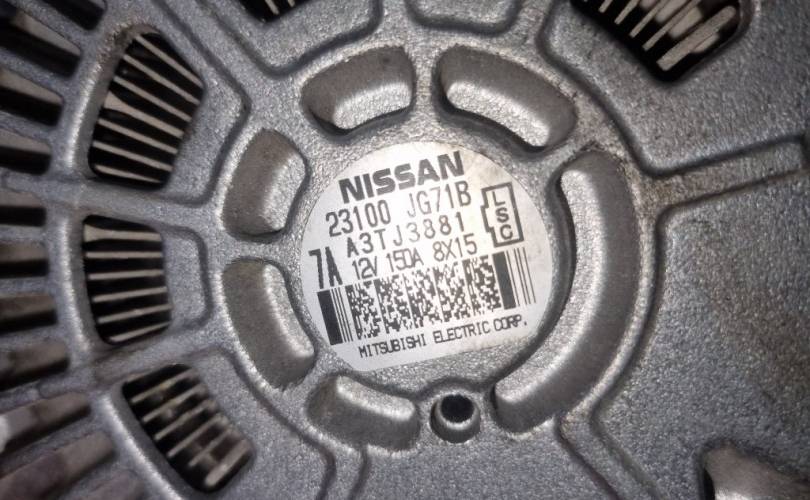 NISSAN
23100 JG71B
A3TJ3881
7A 12V 150A 8X15
LSC
MITSUBISHI ELECTRIC CORP.